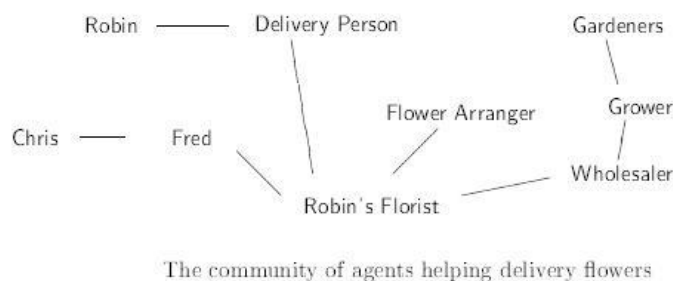 Robin
Delivery Person
Gardeners
Flower Arranger
Grower
Chris
Fred
Wholesaler
Robin's Florist
The community of agents helping delivery flowers